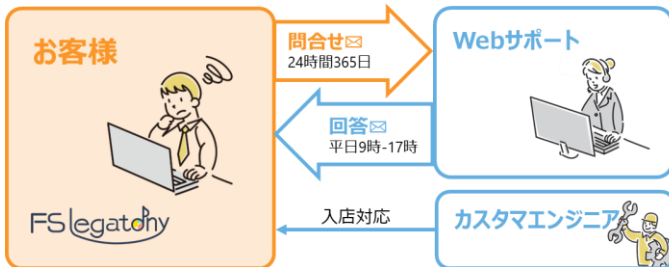 お客様
問合せ✉
24時間365日
Webサポート
回答✉
平日9時-17時
入店対応
カスタマエンジニア
FSlegatony